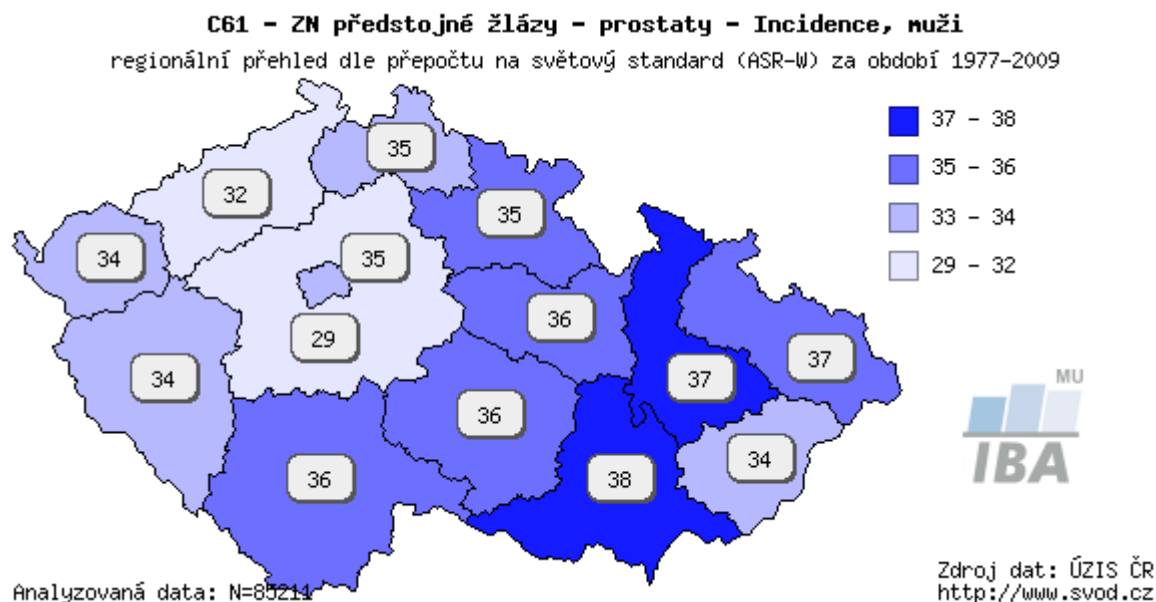 C61 - ZN předstojné žlázy - prostaty - Incidence, muži
regionální přehled dle přepočtu na světový standard (ASR-W) za období 1977-2009
37 - 38
35 - 36
33 - 34
29 - 32
35
32
35
34
35
36
29
37
34
37
36
34
36
38
MU
IBA
Analyzovaná data: N=85211
Zdroj dat: ÚZIS ČR
http://www.svod.cz